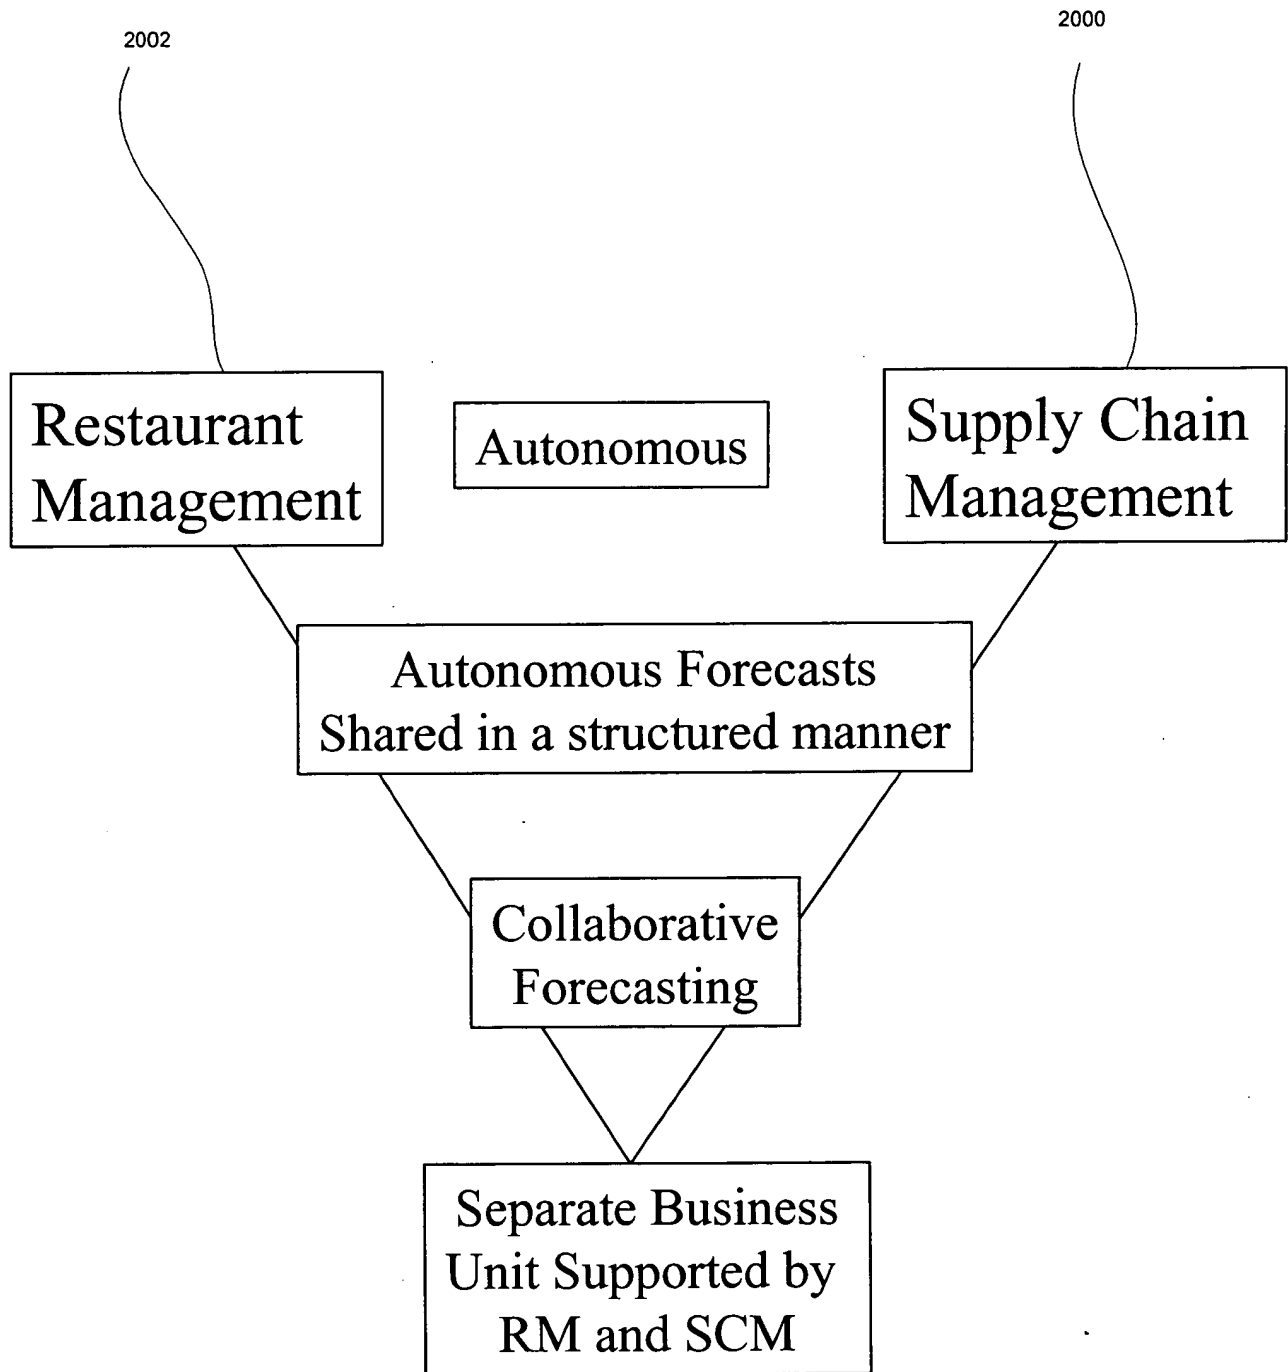 2002
2000
Restaurant
Management
Autonomous
Supply Chain
Management
Autonomous Forecasts
Shared in a structured manner
Collaborative
Forecasting
Separate Business
Unit Supported by
RM and SCM